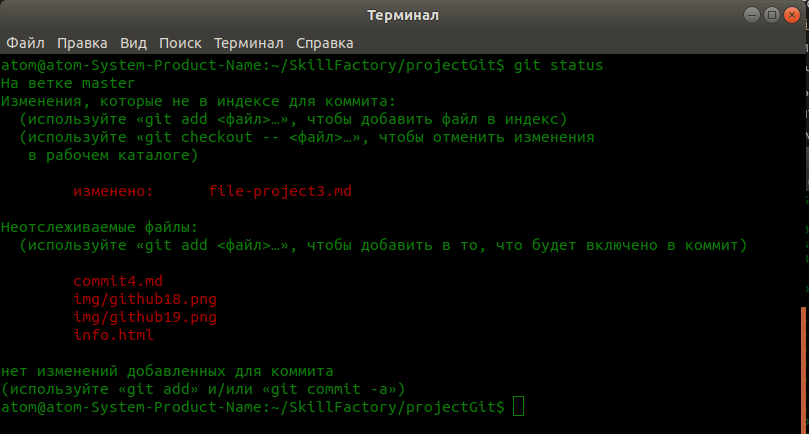 Терминал
Файл Правка Вид Поиск Терминал Справка
atom@atom-System-Product-Name:~/SkillFactory/projectGit$ git status
На ветке master
Изменения, которые не в индексе для коммита:
  (используйте «git add <файл>…», чтобы добавить файл в индекс)
  (используйте «git checkout -- <файл>…», чтобы отменить изменения
   в рабочем каталоге)
        изменено:      file-project3.md
Неотслеживаемые файлы:
  (используйте «git add <файл>…», чтобы добавить в то, что будет включено в коммит)
        commit4.md
        img/github18.png
        img/github19.png
        info.html
нет изменений добавленных для коммита
(используйте «git add» и/или «git commit -a»)
atom@atom-System-Product-Name:~/SkillFactory/projectGit$